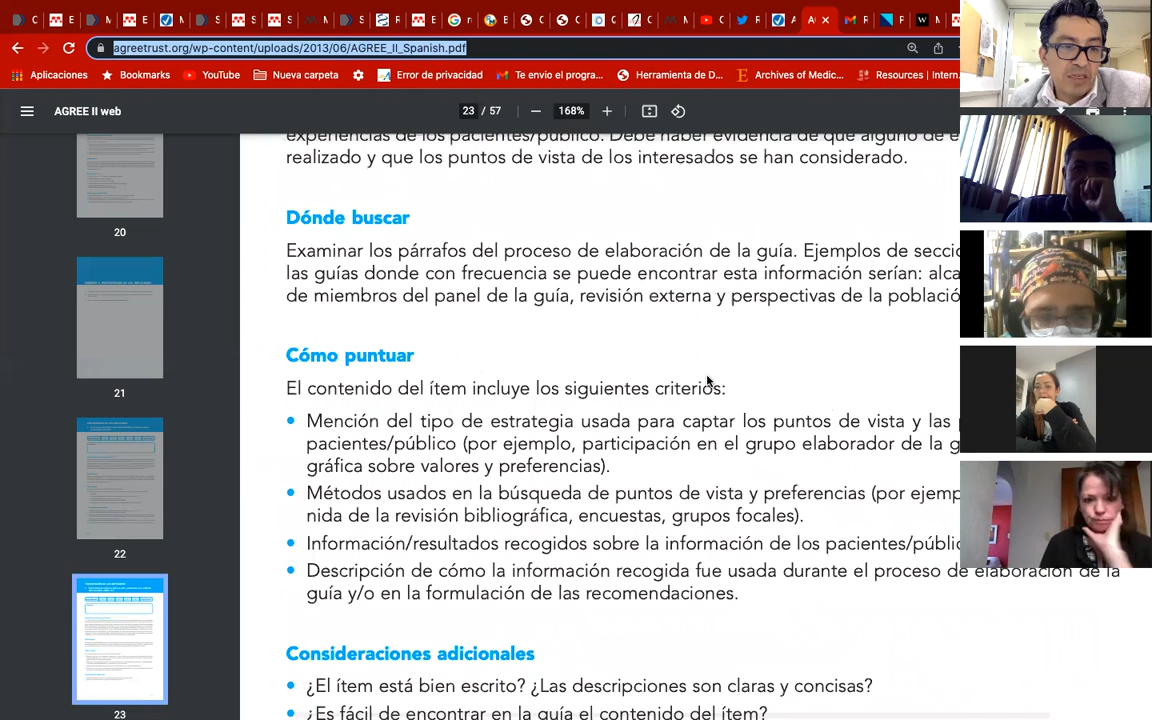 agreetrust.org/wp-content/uploads/2013/06/AGREE_II_Spanish.pdf
Aplicaciones Bookmarks YouTube Nueva carpeta Error de privacidad Te envio el progra... Herramienta de D... Archives of Medic... Resources | Intern...
AGREE II web 23 / 57 168%
experiencias de los pacientes/público. Debe haber evidencia de que alguno de e
realizado y que los puntos de vista de los interesados se han considerado.
Dónde buscar
Examinar los párrafos del proceso de elaboración de la guía. Ejemplos de secci
las guías donde con frecuencia se puede encontrar esta información serían: alca
de miembros del panel de la guía, revisión externa y perspectivas de la població
Cómo puntuar
El contenido del ítem incluye los siguientes criterios:
Mención del tipo de estrategia usada para captar los puntos de vista y las
pacientes/público (por ejemplo, participación en el grupo elaborador de la g
gráfica sobre valores y preferencias).
Métodos usados en la búsqueda de puntos de vista y preferencias (por ejemp
nida de la revisión bibliográfica, encuestas, grupos focales).
Información/resultados recogidos sobre la información de los pacientes/públic
Descripción de cómo la información recogida fue usada durante el proceso de elaboración de la
guía y/o en la formulación de las recomendaciones.
Consideraciones adicionales
¿El ítem está bien escrito? ¿Las descripciones son claras y concisas?
¿Es fácil de encontrar en la guía el contenido del ítem?
20
21
22
23